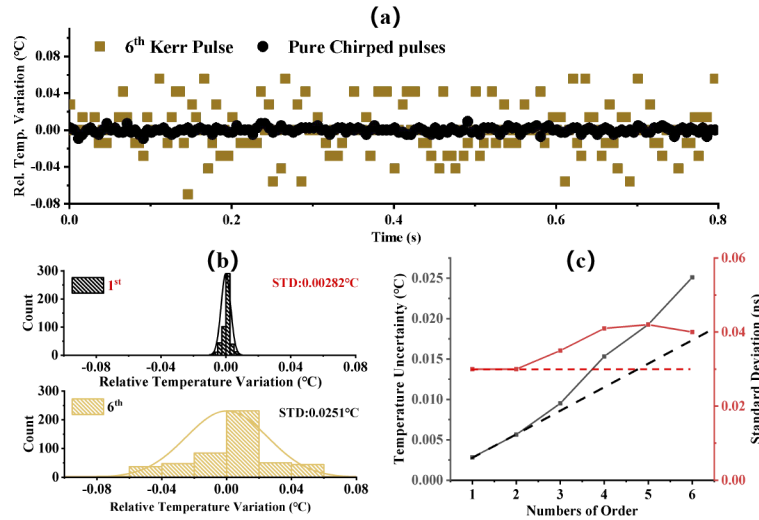 (a)
6th Kerr Pulse
Pure Chirped pulses
Rel. Temp. Variation (℃)
0.08
0.04
0.00
-0.04
-0.08
0.0 0.2 0.4 0.6 0.8
Time (s)
(b)
1st
STD:0.00282℃
Count
300
200
100
0
-0.08 -0.04 0.00 0.04 0.08
Relative Temperature Variation (℃)
6th
STD:0.0251℃
Count
300
200
100
0
-0.08 -0.04 0.00 0.04 0.08
Relative Temperature Variation (℃)
(c)
Temperature Uncertainty (℃)
0.025
0.020
0.015
0.010
0.005
0.000
1 2 3 4 5 6
Numbers of Order
0.06
0.04
0.02
0.00
Standard Deviation (ns)